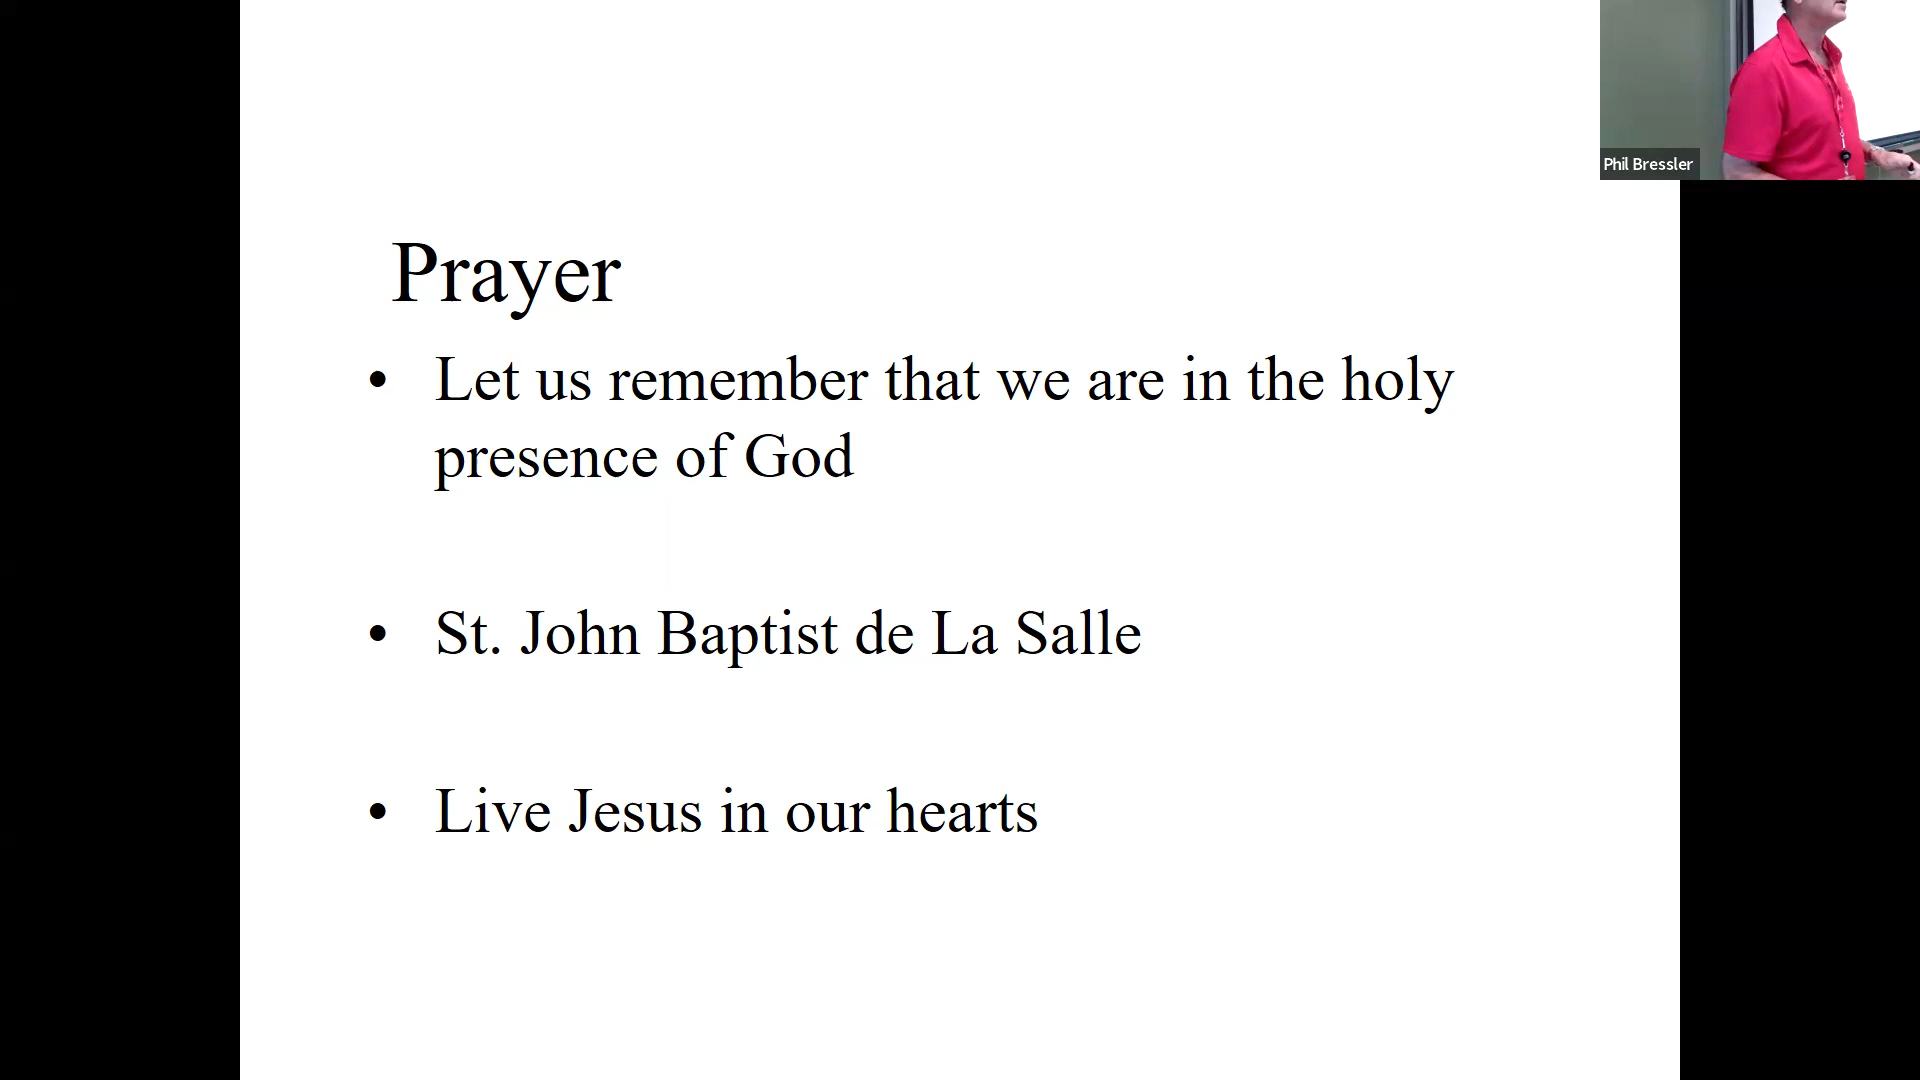 Phil Bressler
Prayer
• Let us remember that we are in the holy
presence of God
• St. John Baptist de La Salle
• Live Jesus in our hearts